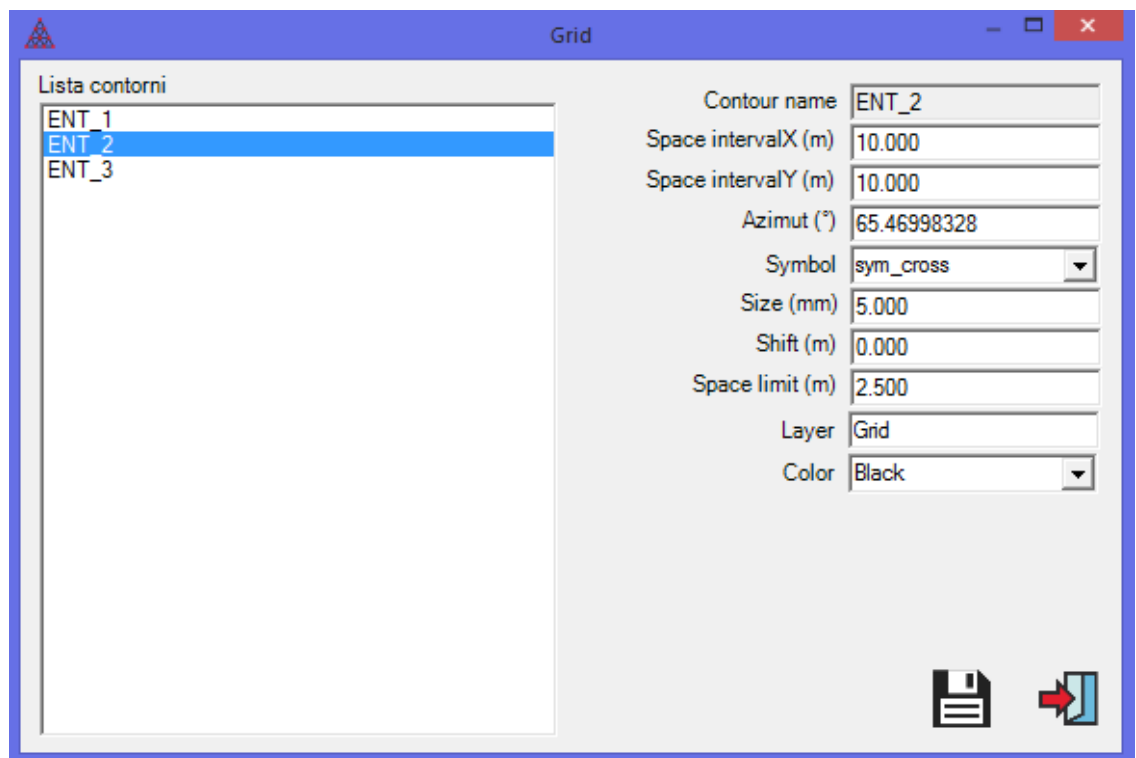 Grid
Lista contorni
ENT_1
ENT_2
ENT_3
Contour name ENT_2
Space intervalX (m) 10.000
Space intervalY (m) 10.000
Azimut (°) 65.46998328
Symbol sym_cross
Size (mm) 5.000
Shift (m) 0.000
Space limit (m) 2.500
Layer Grid
Color Black